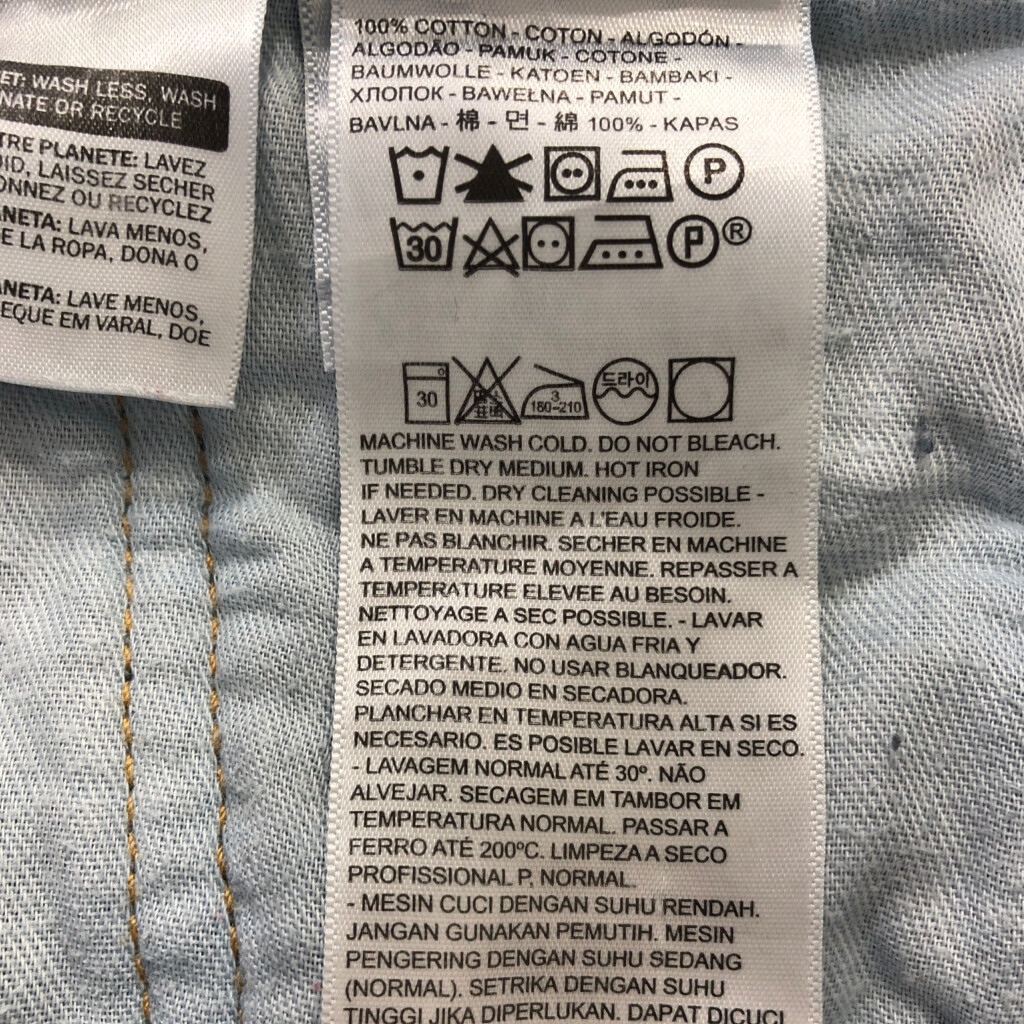 ET: WASH LESS, WASH
NATE OR RECYCLE
TRE PLANETE: LAVEZ
OID, LAISSEZ SECHER
ONNEZ OU RECYCLEZ
ANETA: LAVA MENOS,
E LA ROPA, DONA O
ANETA: LAVE MENOS,
EQUE EM VARAL, DOE
100% COTTON - COTON - ALGODÓN -
ALGODÃO - PAMUK - COTONE -
BAUMWOLLE - KATOEN - BAMBAKI -
ХЛОПОК - BAWEŁNA - PAMUT -
BAVLNA - 棉 - 면 - 綿 100% - KAPAS
P
30 P ®
30 3 180-210 드라이
MACHINE WASH COLD. DO NOT BLEACH.
TUMBLE DRY MEDIUM. HOT IRON
IF NEEDED. DRY CLEANING POSSIBLE -
LAVER EN MACHINE A L'EAU FROIDE.
NE PAS BLANCHIR. SECHER EN MACHINE
A TEMPERATURE MOYENNE. REPASSER A
TEMPERATURE ELEVEE AU BESOIN.
NETTOYAGE A SEC POSSIBLE. - LAVAR
EN LAVADORA CON AGUA FRIA Y
DETERGENTE. NO USAR BLANQUEADOR.
SECADO MEDIO EN SECADORA.
PLANCHAR EN TEMPERATURA ALTA SI ES
NECESARIO. ES POSIBLE LAVAR EN SECO.
- LAVAGEM NORMAL ATÉ 30º. NÃO
ALVEJAR. SECAGEM EM TAMBOR EM
TEMPERATURA NORMAL. PASSAR A
FERRO ATÉ 200ºC. LIMPEZA A SECO
PROFISSIONAL P, NORMAL.
- MESIN CUCI DENGAN SUHU RENDAH.
JANGAN GUNAKAN PEMUTIH. MESIN
PENGERING DENGAN SUHU SEDANG
(NORMAL). SETRIKA DENGAN SUHU
TINGGI JIKA DIPERLUKAN. DAPAT DICUCI